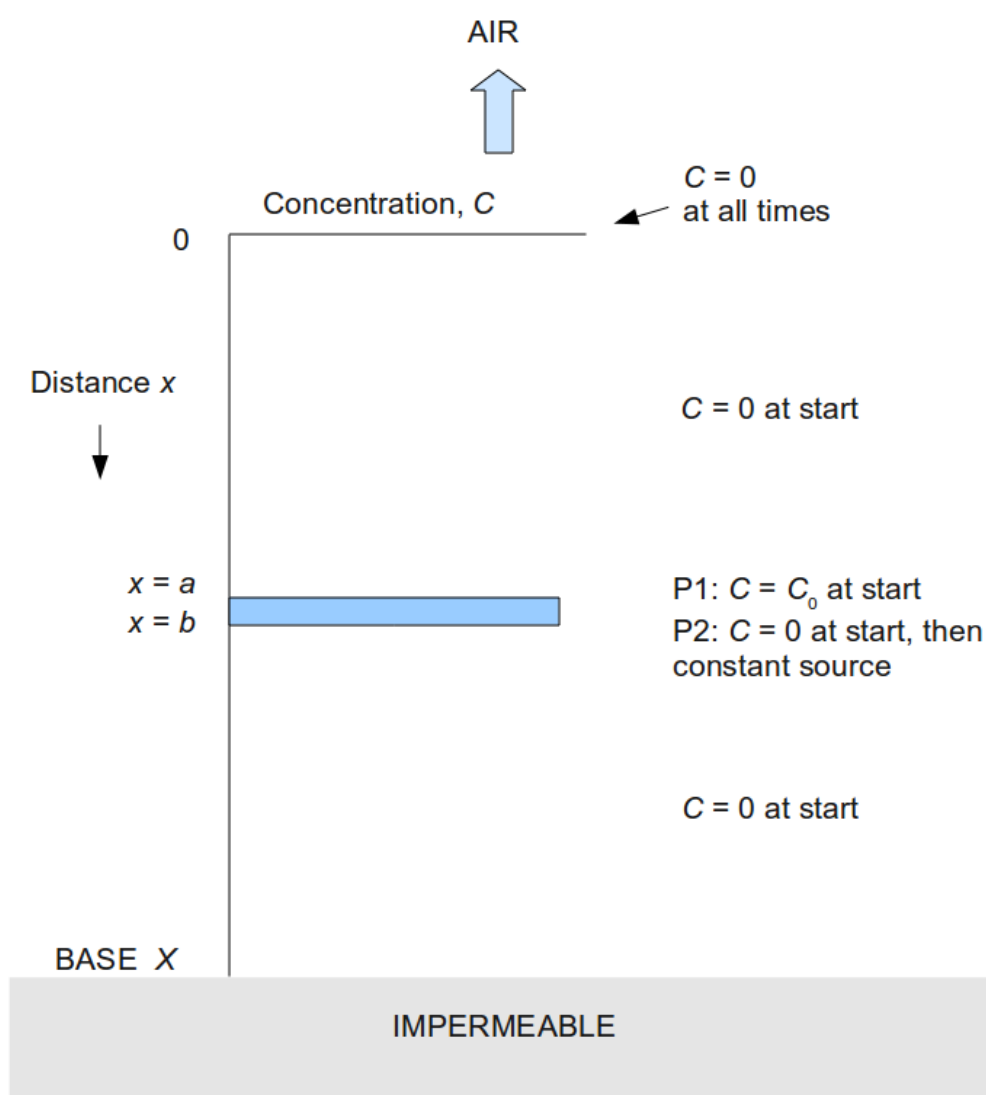 AIR
C = 0
at all times
Concentration, C
0
Distance x
C = 0 at start
x = a
x = b
P1: C = C₀ at start
P2: C = 0 at start, then
constant source
C = 0 at start
BASE X
IMPERMEABLE